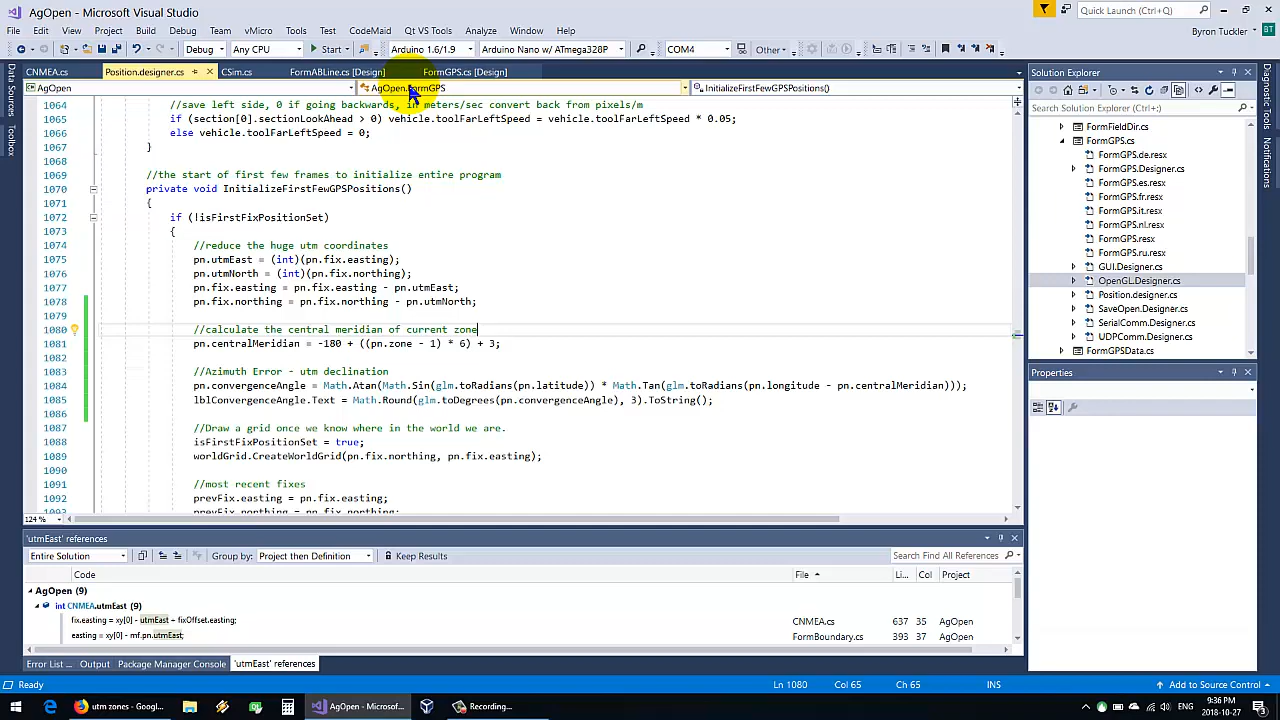 AgOpen - Microsoft Visual Studio
Quick Launch (Ctrl+Q)
File Edit View Project Build Debug Team vMicro Tools Test CodeMaid Qt VS Tools Architecture Analyze Window Help
Byron Tuckler BT
Debug Any CPU Start Arduino 1.6/1.9 Arduino Nano w/ ATmega328P COM4 Other
Data Sources
Toolbox
CNMEA.cs Position.designer.cs CSim.cs FormABLine.cs [Design] FormGPS.cs [Design]
AgOpen AgOpen.FormGPS InitializeFirstFewGPSPositions()
1064 //save left side, 0 if going backwards, in meters/sec convert back from pixels/m
1065 if (section[0].sectionLookAhead > 0) vehicle.toolFarLeftSpeed = vehicle.toolFarLeftSpeed * 0.05;
1066 else vehicle.toolFarLeftSpeed = 0;
1067 }
1068
1069 //the start of first few frames to initialize entire program
1070 private void InitializeFirstFewGPSPositions()
1071 {
1072 if (!isFirstFixPositionSet)
1073 {
1074 //reduce the huge utm coordinates
1075 pn.utmEast = (int)(pn.fix.easting);
1076 pn.utmNorth = (int)(pn.fix.northing);
1077 pn.fix.easting = pn.fix.easting - pn.utmEast;
1078 pn.fix.northing = pn.fix.northing - pn.utmNorth;
1079
1080 //calculate the central meridian of current zone
1081 pn.centralMeridian = -180 + ((pn.zone - 1) * 6) + 3;
1082
1083 //Azimuth Error - utm declination
1084 pn.convergenceAngle = Math.Atan(Math.Sin(glm.toRadians(pn.latitude)) * Math.Tan(glm.toRadians(pn.longitude - pn.centralMeridian)));
1085 lblConvergenceAngle.Text = Math.Round(glm.toDegrees(pn.convergenceAngle), 3).ToString();
1086
1087 //Draw a grid once we know where in the world we are.
1088 isFirstFixPositionSet = true;
1089 worldGrid.CreateWorldGrid(pn.fix.northing, pn.fix.easting);
1090
1091 //most recent fixes
1092 prevFix.easting = pn.fix.easting;
1093 prevFix.northing = pn.fix.northing;
124 %
'utmEast' references
Entire Solution Group by: Project then Definition Keep Results Search Find All References
Code File Li... Col Project
AgOpen (9)
int CNMEA.utmEast (9)
fix.easting = xy[0] - utmEast + fixOffset.easting; CNMEA.cs 637 35 AgOpen
easting = xy[0] - mf.pn.utmEast; FormBoundary.cs 393 37 AgOpen
Error List ... Output Package Manager Console 'utmEast' references
Solution Explorer
Search Solution Explorer (Ctrl+;)
FormFieldDir.cs
FormGPS.cs
FormGPS.de.resx
FormGPS.Designer.cs
FormGPS.es.resx
FormGPS.fr.resx
FormGPS.it.resx
FormGPS.nl.resx
FormGPS.resx
FormGPS.ru.resx
GUI.Designer.cs
OpenGL.Designer.cs
Position.designer.cs
SaveOpen.Designer.cs
SerialComm.Designer.cs
UDPComm.Designer.cs
FormGPSData.cs
Properties
Diagnostic Tools
Notifications
Ready Ln 1080 Col 65 Ch 65 INS Add to Source Control
utm zones - Googl... AgOpen - Microsof... Recording... 9:36 PM
2018-10-27